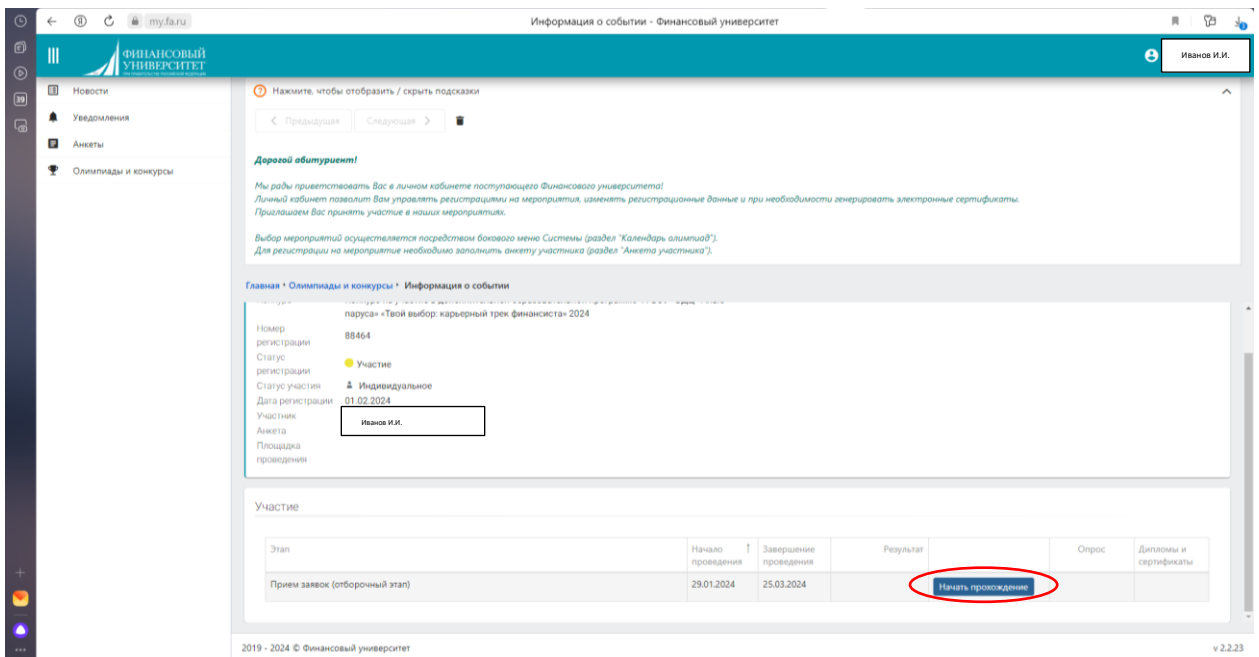 my.fa.ru
Информация о событии - Финансовый университет
39
ФИНАНСОВЫЙ
УНИВЕРСИТЕТ
Иванов И.И.
Новости
Уведомления
Анкеты
Олимпиады и конкурсы
Нажмите, чтобы отобразить / скрыть подсказки
Предыдущая Следующая
Дорогой абитуриент!
Мы рады приветствовать Вас в личном кабинете поступающего Финансового университета!
Личный кабинет позволит Вам управлять регистрациями на мероприятия, изменять регистрационные данные и при необходимости генерировать электронные сертификаты.
Приглашаем Вас принять участие в наших мероприятиях.
Выбор мероприятий осуществляется посредством бокового меню Системы (раздел "Календарь олимпиад").
Для регистрации на мероприятие необходимо заполнить анкету участника (раздел "Анкета участника").
Главная Олимпиады и конкурсы Информация о событии
паруса» «Твой выбор: карьерный трек финансиста» 2024
Номер
регистрации 88464
Статус
регистрации Участие
Статус участия Индивидуальное
Дата регистрации 01.02.2024
Участник
Иванов И.И.
Анкета
Площадка
проведения
Участие
Этап Начало проведения Завершение проведения Результат Опрос Дипломы и сертификаты
Прием заявок (отборочный этап) 29.01.2024 25.03.2024 Начать прохождение
2019 - 2024 © Финансовый университет v 2.2.23